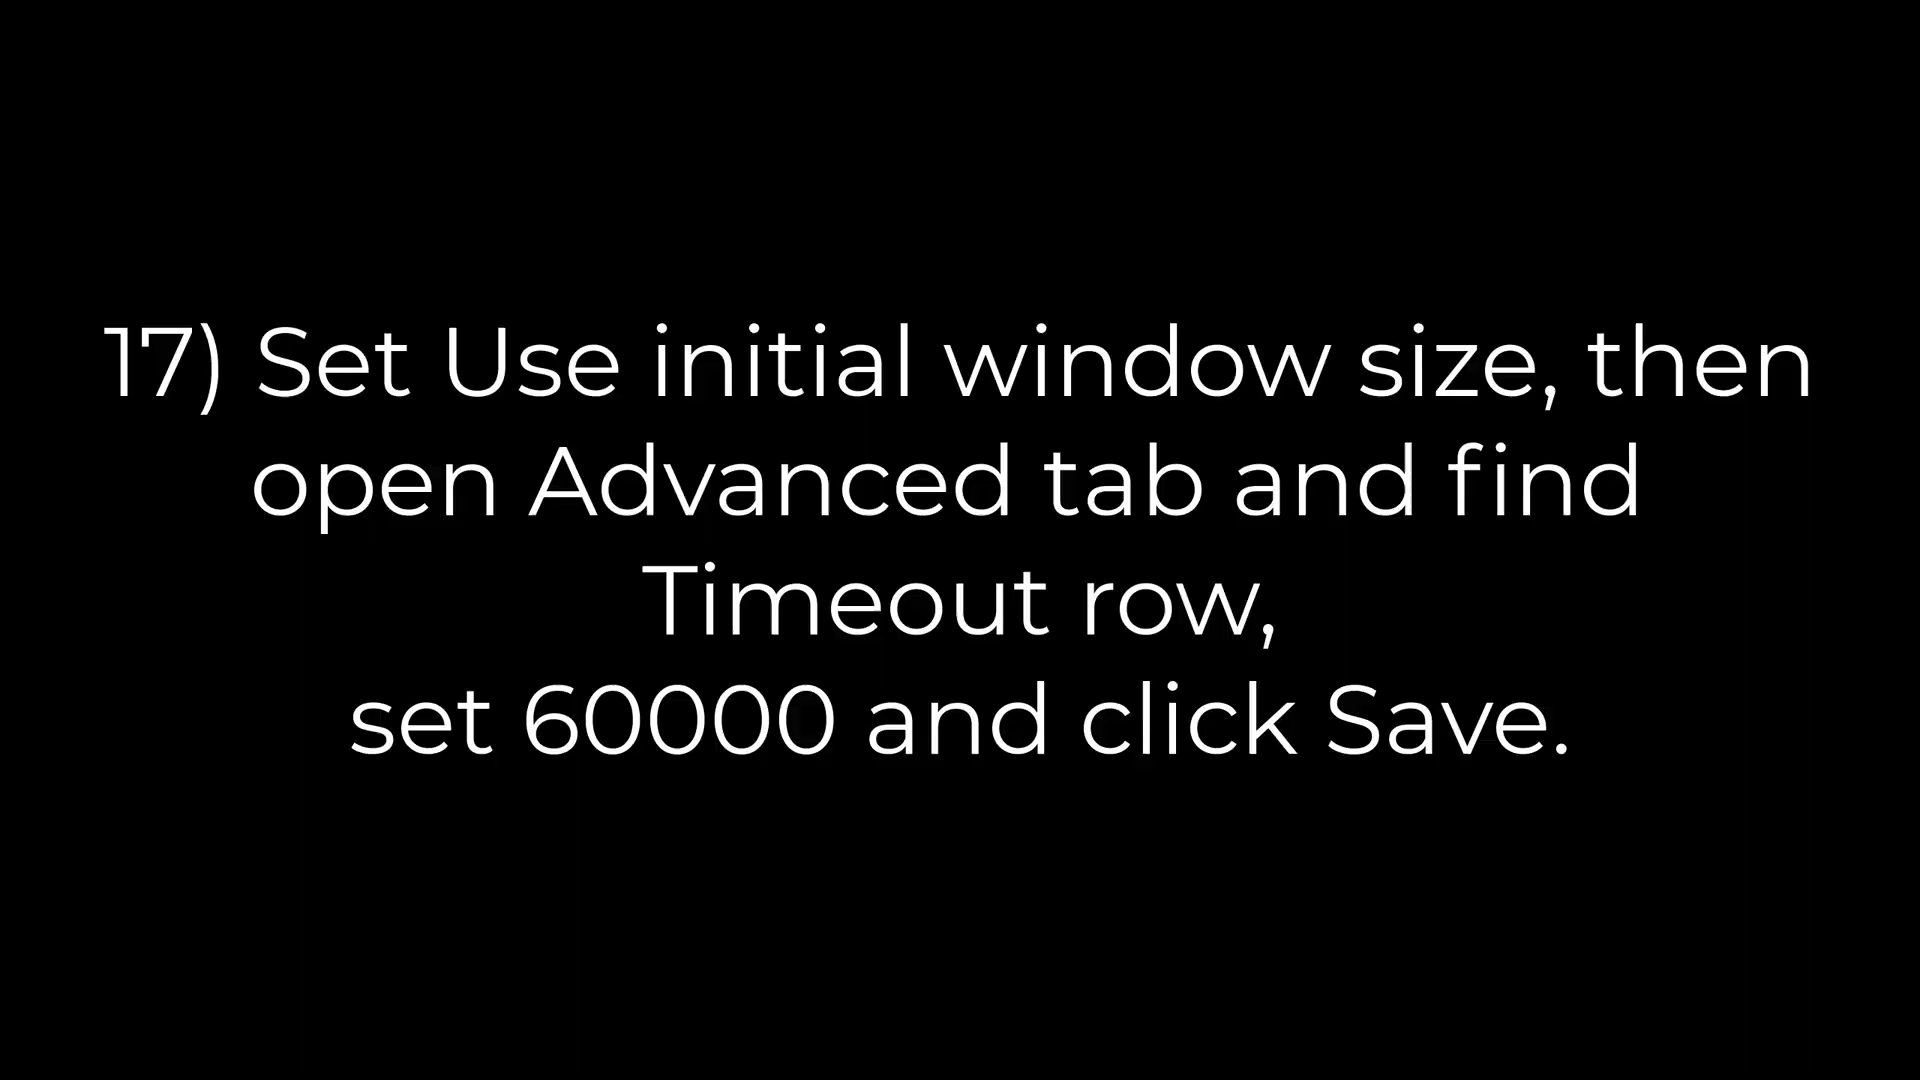 17) Set Use initial window size, then
open Advanced tab and find
Timeout row,
set 60000 and click Save.